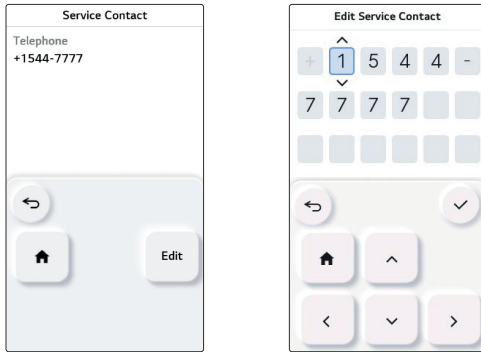 Service Contact
Telephone
+1544-7777
Edit
Edit Service Contact
+ 1 5 4 4 -
7 7 7 7